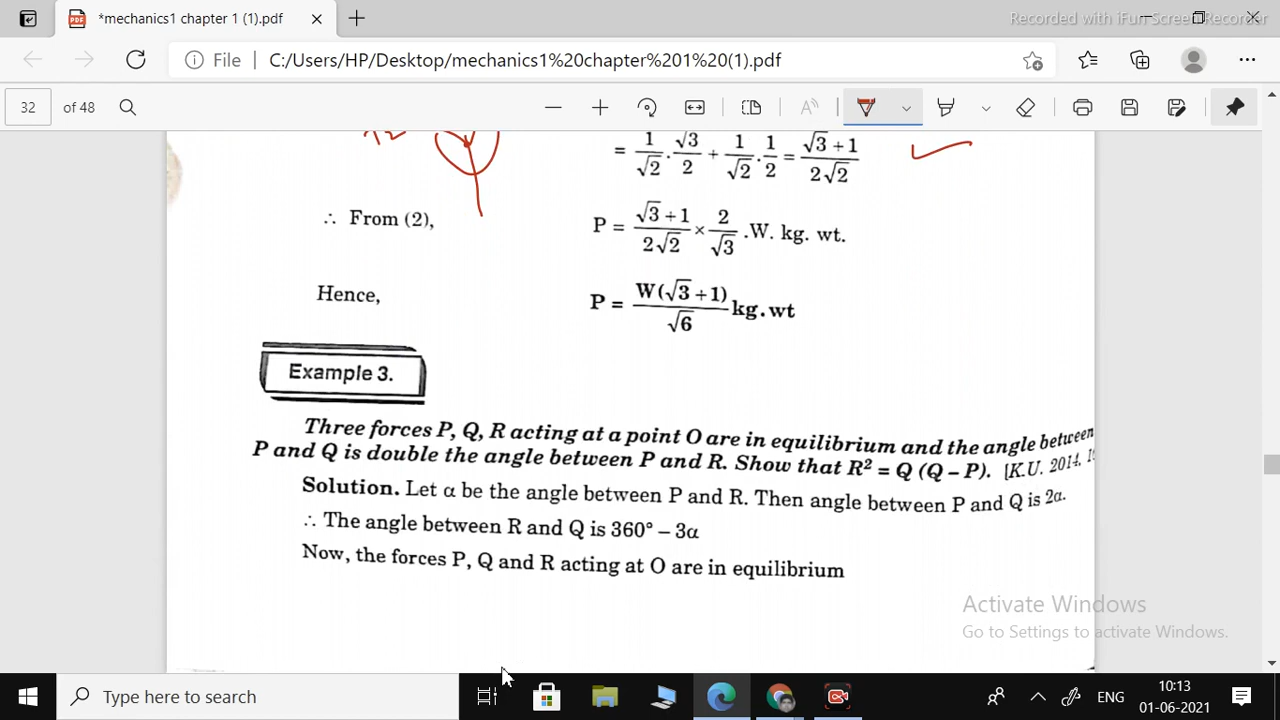 *mechanics1 chapter 1 (1).pdf
Recorded with iFun Screen Recorder
File C:/Users/HP/Desktop/mechanics1%20chapter%201%20(1).pdf
32 of 48
= 1/√2 . √3/2 + 1/√2 . 1/2 = √3+1/2√2
∴ From (2), P = √3+1/2√2 × 2/√3 .W. kg. wt.
Hence, P = W(√3+1)/√6 kg.wt
Example 3.
Three forces P, Q, R acting at a point O are in equilibrium and the angle between
P and Q is double the angle between P and R. Show that R² = Q (Q – P). [K.U. 2014,
Solution. Let α be the angle between P and R. Then angle between P and Q is 2α.
∴ The angle between R and Q is 360° – 3α
Now, the forces P, Q and R acting at O are in equilibrium
Activate Windows
Go to Settings to activate Windows.
Type here to search
ENG
10:13
01-06-2021